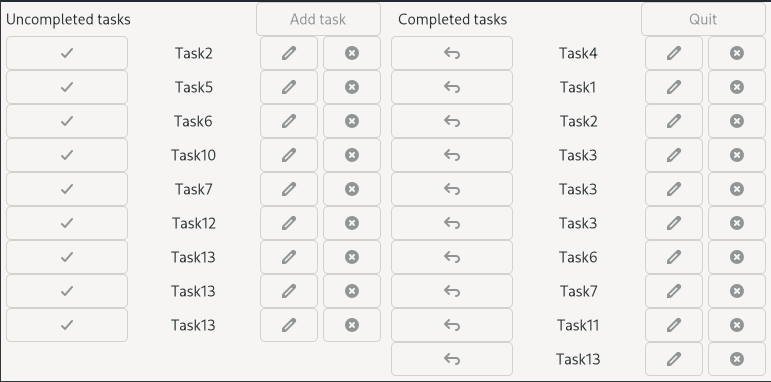 Uncompleted tasks Add task Completed tasks Quit
Task2 Task4
Task5 Task1
Task6 Task2
Task10 Task3
Task7 Task3
Task12 Task3
Task13 Task6
Task13 Task7
Task13 Task11
Task13